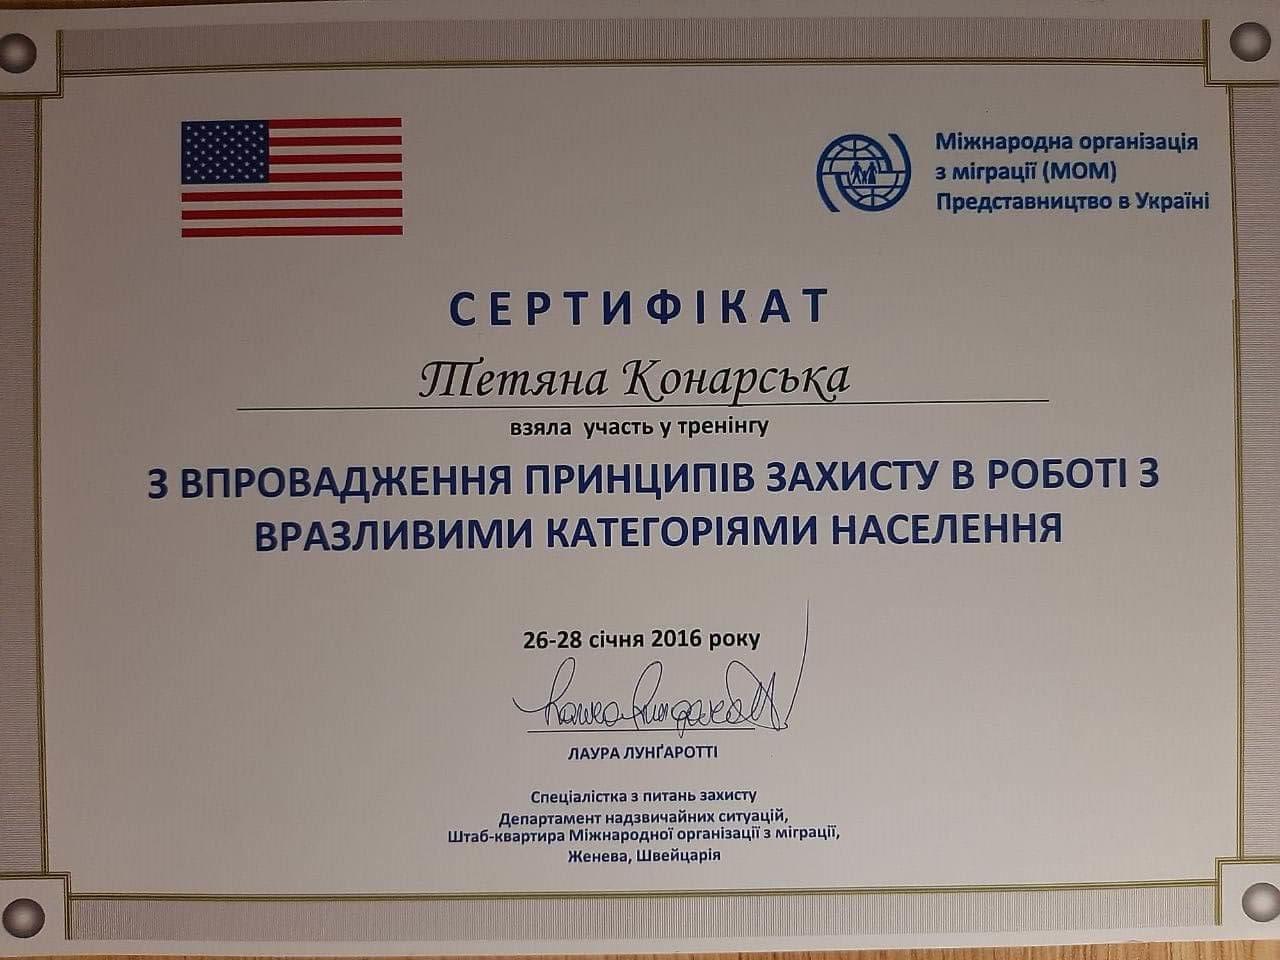 Міжнародна організація
з міграції (МОМ)
Представництво в Україні
СЕРТИФІКАТ
Тетяна Конарська
взяла участь у тренінгу
З ВПРОВАДЖЕННЯ ПРИНЦИПІВ ЗАХИСТУ В РОБОТІ З
ВРАЗЛИВИМИ КАТЕГОРІЯМИ НАСЕЛЕННЯ
26-28 січня 2016 року
ЛАУРА ЛУНҐАРОТТІ
Спеціалістка з питань захисту
Департамент надзвичайних ситуацій,
Штаб-квартира Міжнародної організації з міграції,
Женева, Швейцарія